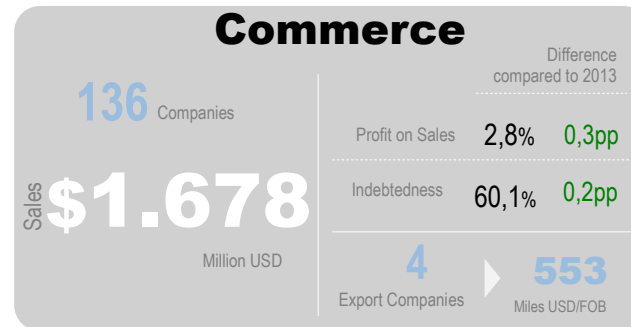 Commerce
136 Companies
Sales
$1.678
Million USD
Difference
compared to 2013
Profit on Sales 2,8% 0,3pp
Indebtedness 60,1% 0,2pp
4
Export Companies
553
Miles USD/FOB